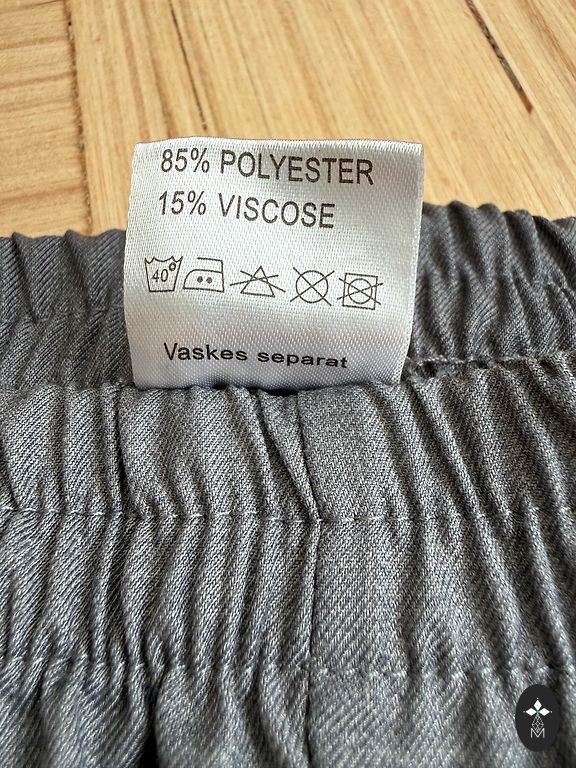 85% POLYESTER
15% VISCOSE
40°
Vaskes separat